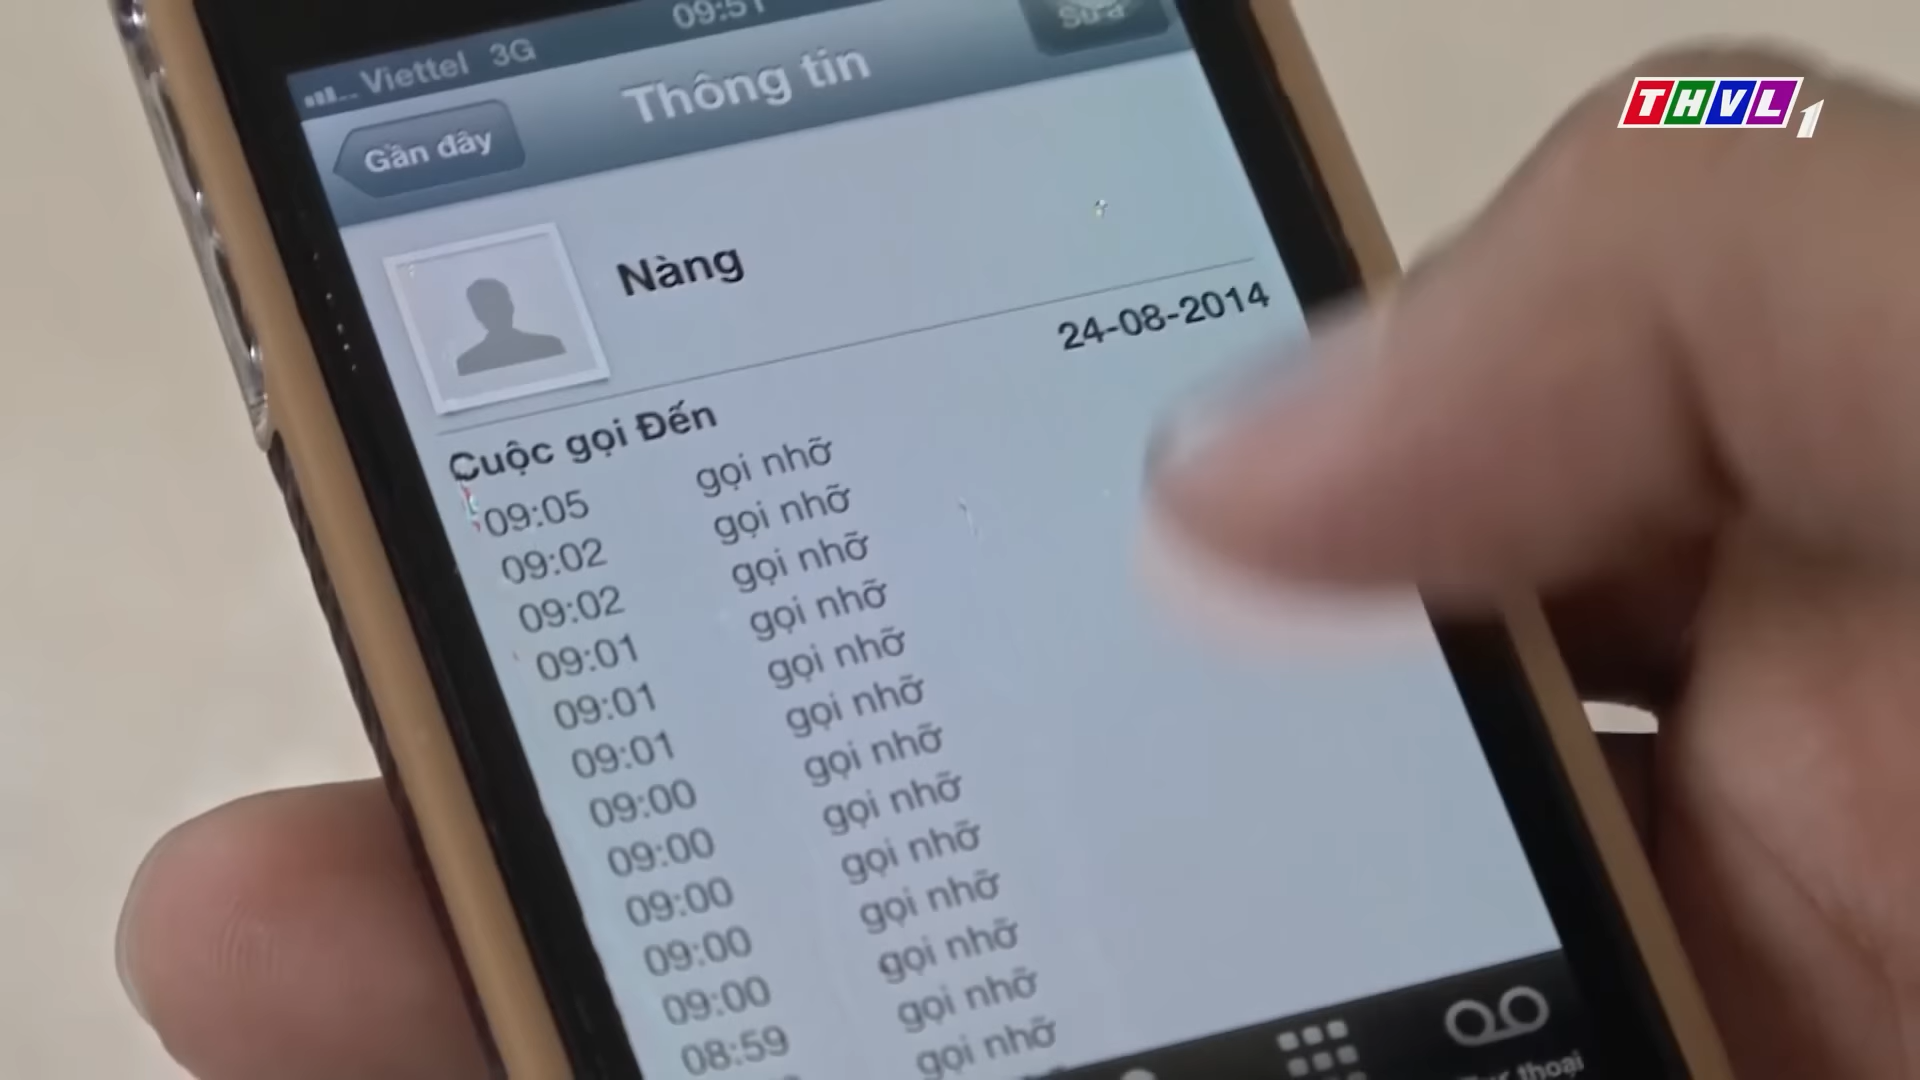 Viettel 3G 09:51
Gần đây Thông tin Sửa
THVL1
Nàng
24-08-2014
Cuộc gọi Đến
09:05 gọi nhỡ
09:02 gọi nhỡ
09:02 gọi nhỡ
09:01 gọi nhỡ
09:01 gọi nhỡ
09:01 gọi nhỡ
09:00 gọi nhỡ
09:00 gọi nhỡ
09:00 gọi nhỡ
09:00 gọi nhỡ
09:00 gọi nhỡ
08:59 gọi nhỡ
gọi nhỡ
thoại